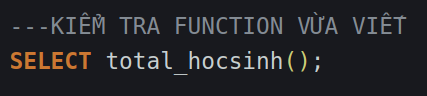 ---KIỂM TRA FUNCTION VỪA VIẾT
SELECT total_hocsinh();